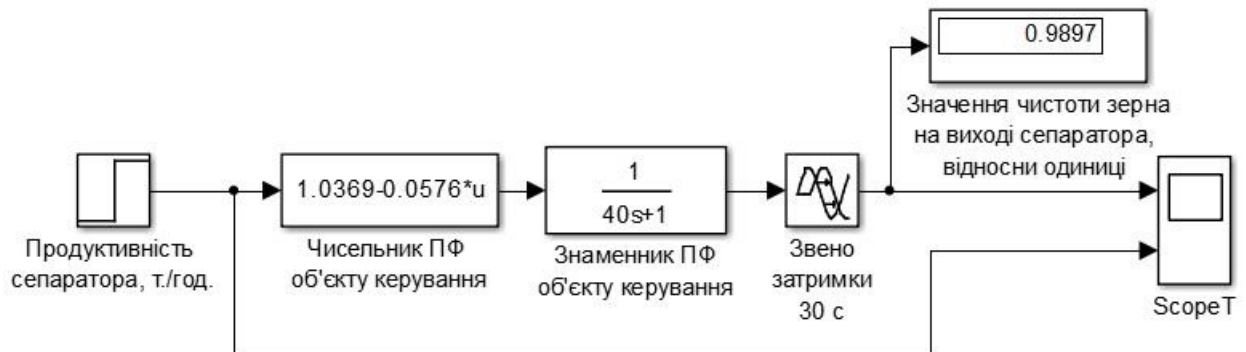 0.9897
Значення чистоти зерна
на виході сепаратора,
відносни одиниці
1.0369-0.0576*u
1
40s+1
Продуктивність
сепаратора, т./год.
Чисельник ПФ
об'єкту керування
Знаменник ПФ
об'єкту керування
Звено
затримки
30 с
ScopeT